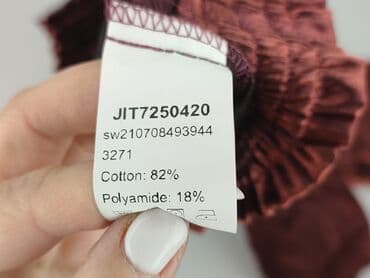 JIT7250420
sw210708493944
3271
Cotton: 82%
Polyamide: 18%